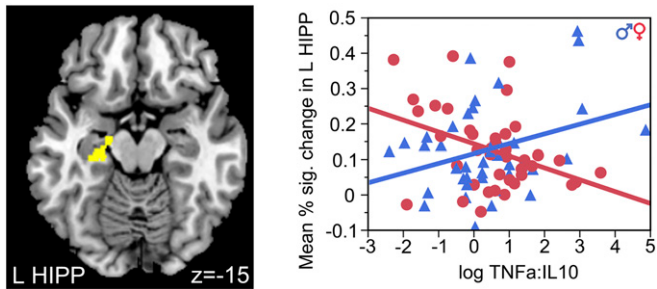 L HIPP
z=-15
Mean % sig. change in L HIPP
0.5
0.4
0.3
0.2
0.1
0
-0.1
♂♀
-3 -2 -1 0 1 2 3 4 5
log TNFa:IL10